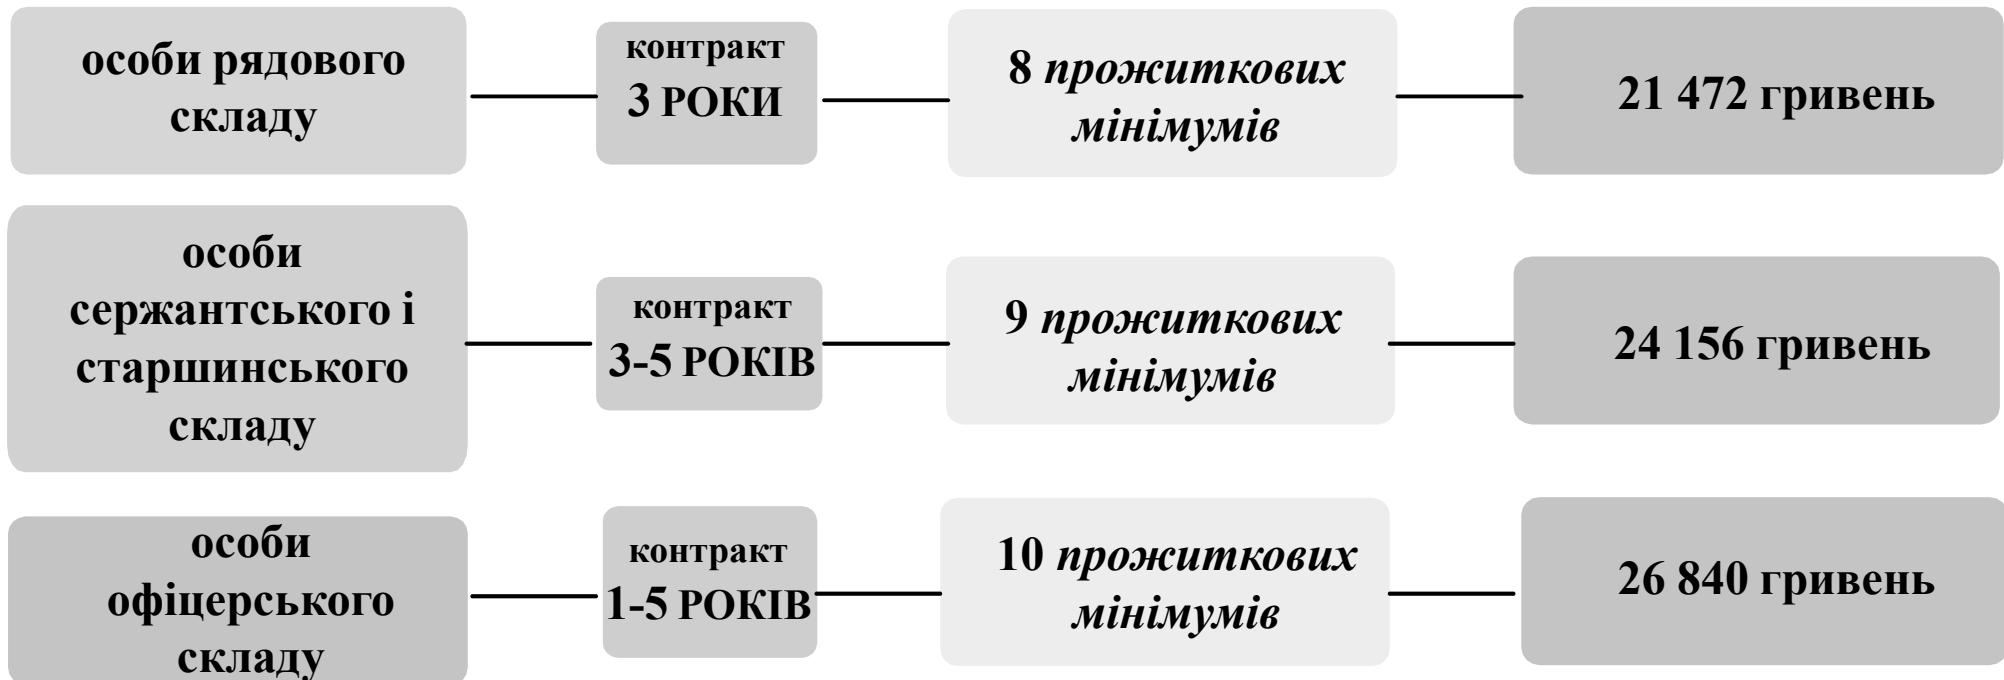 особи рядового
складу
контракт
3 РОКИ
8 прожиткових
мінімумів
21 472 гривень
особи
сержантського і
старшинського
складу
контракт
3-5 РОКІВ
9 прожиткових
мінімумів
24 156 гривень
особи
офіцерського
складу
контракт
1-5 РОКІВ
10 прожиткових
мінімумів
26 840 гривень